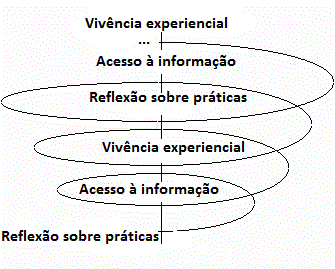 Vivência experiencial
...
Acesso à informação
Reflexão sobre práticas
Vivência experiencial
Acesso à informação
Reflexão sobre práticas